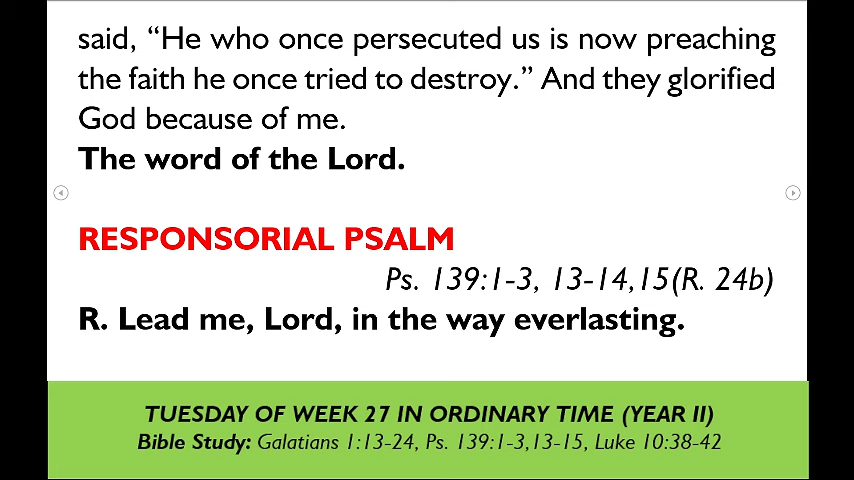 said, “He who once persecuted us is now preaching
the faith he once tried to destroy.” And they glorified
God because of me.
The word of the Lord.
RESPONSORIAL PSALM
Ps. 139:1-3, 13-14,15(R. 24b)
R. Lead me, Lord, in the way everlasting.
TUESDAY OF WEEK 27 IN ORDINARY TIME (YEAR II)
Bible Study: Galatians 1:13-24, Ps. 139:1-3,13-15, Luke 10:38-42